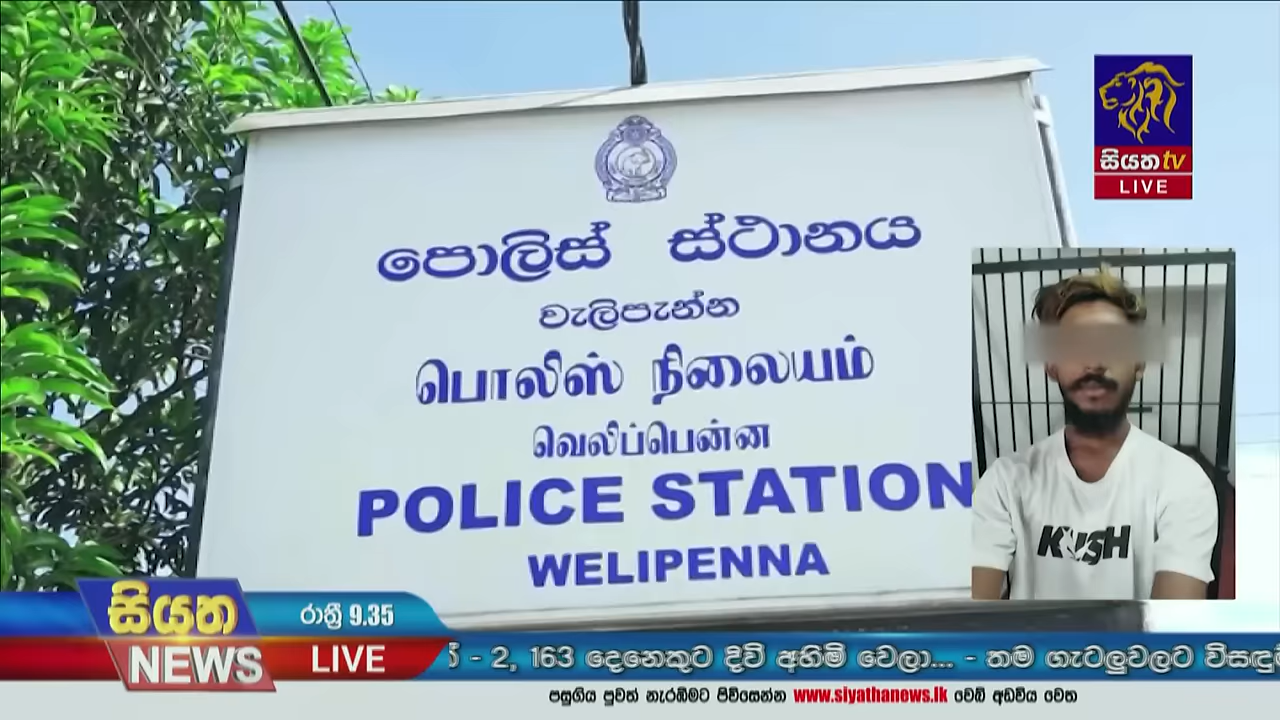 සියත tv
LIVE
පොලිස් ස්ථානය
වැලිපැන්න
பொலிஸ் நிலையம்
வெலிப்பென்ன
POLICE STATION
WELIPENNA
KUSH
සියත
NEWS
රාත්‍රී 9.35
LIVE
- 2, 163 දෙනෙකුට දිවි අහිමි වෙලා... - තම ගැටලුවලට
පසුගිය පුවත් නැරඹීමට පිවිසෙන්න www.siyathanews.lk වෙබ් අඩවිය වෙත